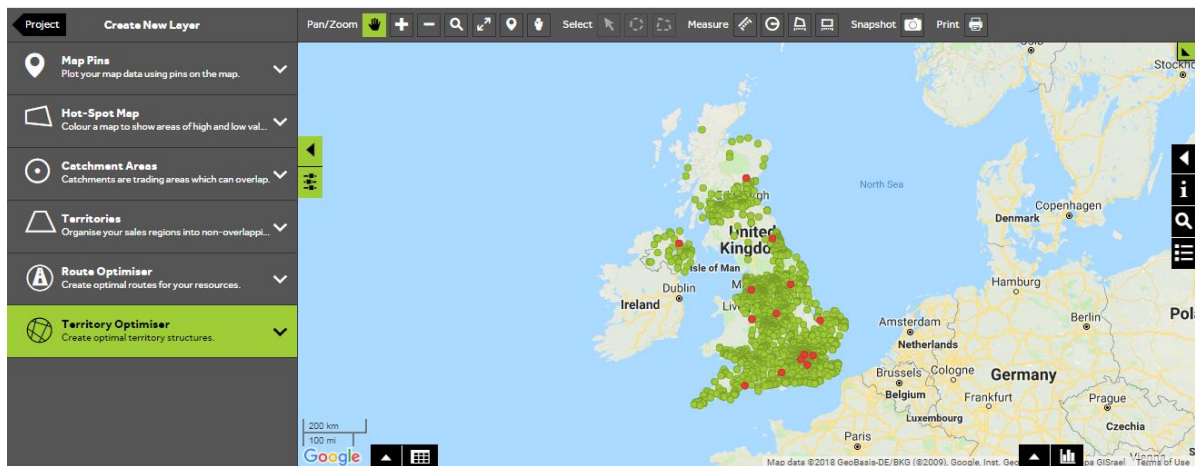 Project
Create New Layer
Pan/Zoom
Select
Measure
Snapshot
Print
Map Pins
Plot your map data using pins on the map.
Hot-Spot Map
Colour a map to show areas of high and low val...
Catchment Areas
Catchments are trading areas which can overlap.
Territories
Organise your sales regions into non-overlappi...
Route Optimiser
Create optimal routes for your resources.
Territory Optimiser
Create optimal territory structures.
Stockh
North Sea
United
Kingdo
Isle of Man
Dublin
Ireland
Copenhagen
Denmark
Hamburg
Berlin
Pol
Amsterdam
Netherlands
Brussels
Cologne
Germany
Belgium
Frankfurt
Prague
Luxembourg
Czechia
Paris
200 km
100 mi
Google
Map data ©2018 GeoBasis-DE/BKG (©2009), Google, Inst. Geo
pa GISrael
Terms of Use